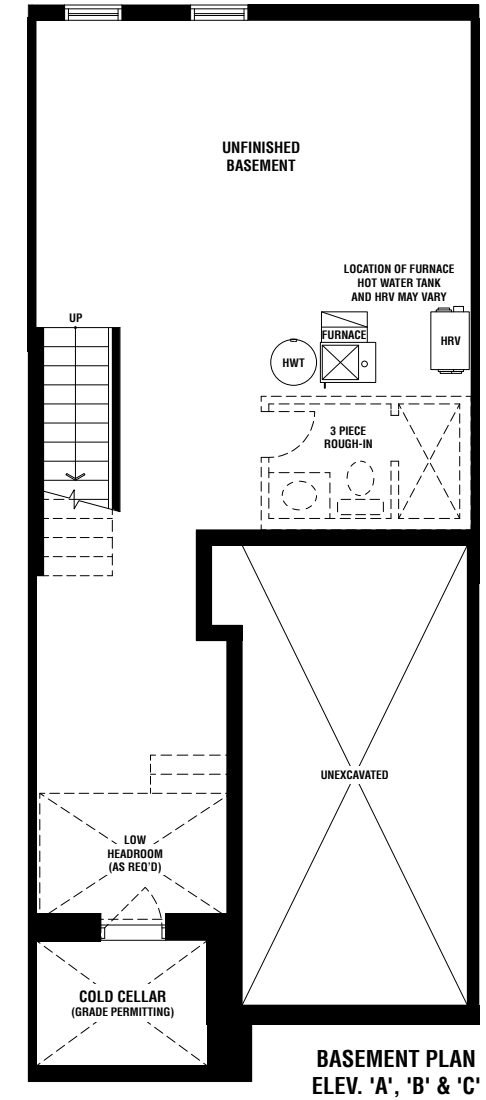 UNFINISHED
BASEMENT
LOCATION OF FURNACE
HOT WATER TANK
AND HRV MAY VARY
UP
FURNACE
HRV
HWT
3 PIECE
ROUGH-IN
UNEXCAVATED
LOW
HEADROOM
(AS REQ'D)
COLD CELLAR
(GRADE PERMITTING)
BASEMENT PLAN
ELEV. 'A', 'B' & 'C'